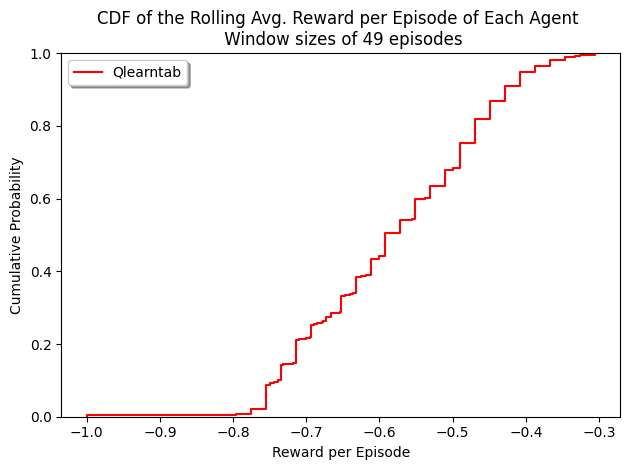 CDF of the Rolling Avg. Reward per Episode of Each Agent
Window sizes of 49 episodes
Qlearntab
Cumulative Probability
1.0
0.8
0.6
0.4
0.2
0.0
−1.0 −0.9 −0.8 −0.7 −0.6 −0.5 −0.4 −0.3
Reward per Episode